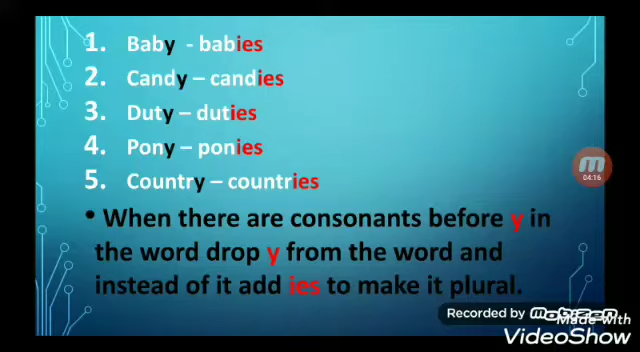 1. Baby - babies
2. Candy – candies
3. Duty – duties
4. Pony – ponies
5. Country – countries
• When there are consonants before y in
the word drop y from the word and
instead of it add ies to make it plural.
04:16
Recorded by Mobizen
Made with
VideoShow